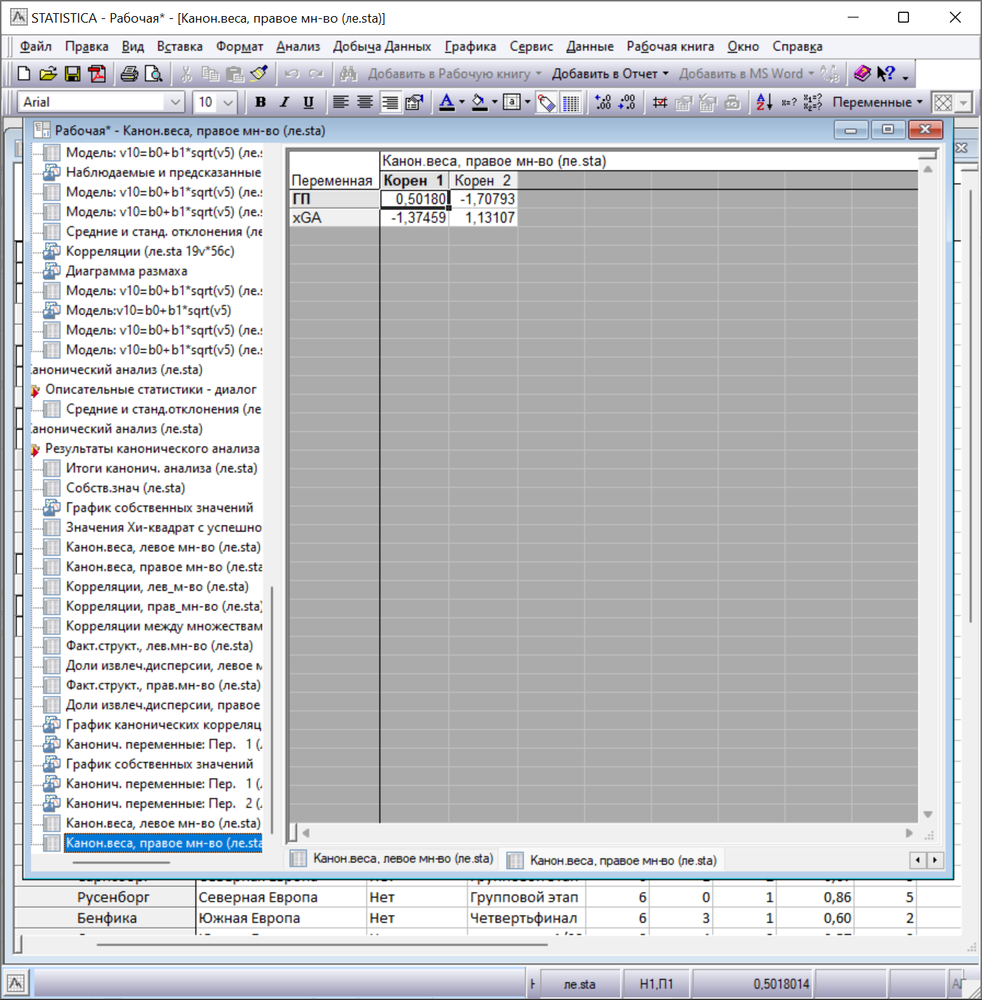 STATISTICA - Рабочая* - [Канон.веса, правое мн-во (ле.sta)]
Файл Правка Вид Вставка Формат Анализ Добыча Данных Графика Сервис Данные Рабочая книга Окно Справка
Добавить в Рабочую книгу Добавить в Отчет Добавить в MS Word
Arial 10 B I U Переменные
Рабочая* - Канон.веса, правое мн-во (ле.sta)
Модель: v10=b0+b1*sqrt(v5) (ле.
Наблюдаемые и предсказанные
Модель: v10=b0+b1*sqrt(v5) (ле.
Модель: v10=b0+b1*sqrt(v5) (ле.
Средние и станд. отклонения (ле
Корреляции (ле.sta 19v*56c)
Диаграмма размаха
Модель: v10=b0+b1*sqrt(v5) (ле.
Модель:v10=b0+b1*sqrt(v5)
Модель: v10=b0+b1*sqrt(v5) (ле.
Модель: v10=b0+b1*sqrt(v5) (ле.
анонический анализ (ле.sta)
Описательные статистики - диалог
Средние и станд.отклонения (ле
анонический анализ (ле.sta)
Результаты канонического анализа
Итоги канонич. анализа (ле.sta)
Собств.знач (ле.sta)
График собственных значений
Значения Хи-квадрат с успешно
Канон.веса, левое мн-во (ле.sta)
Канон.веса, правое мн-во (ле.sta
Корреляции, лев_м-во (ле.sta)
Корреляции, прав_мн-во (ле.sta)
Корреляции между множествам
Факт.структ., лев.мн-во (ле.sta)
Доли извлеч.дисперсии, левое м
Факт.структ., прав.мн-во (ле.sta)
Доли извлеч.дисперсии, правое
График канонических корреляц
Канонич. переменные: Пер. 1 (
График собственных значений
Канонич. переменные: Пер. 1 (
Канонич. переменные: Пер. 2 (
Канон.веса, левое мн-во (ле.sta)
Канон.веса, правое мн-во (ле.sta
Канон.веса, правое мн-во (ле.sta)
Переменная Корен 1 Корен 2
ГП 0,50180 -1,70793
xGA -1,37459 1,13107
Канон.веса, левое мн-во (ле.sta) Канон.веса, правое мн-во (ле.sta)
Русенборг Северная Европа Нет Групповой этап 6 0 1 0,86 5
Бенфика Южная Европа Нет Четвертьфинал 6 3 1 0,60 2
ле.sta Н1,П1 0,5018014